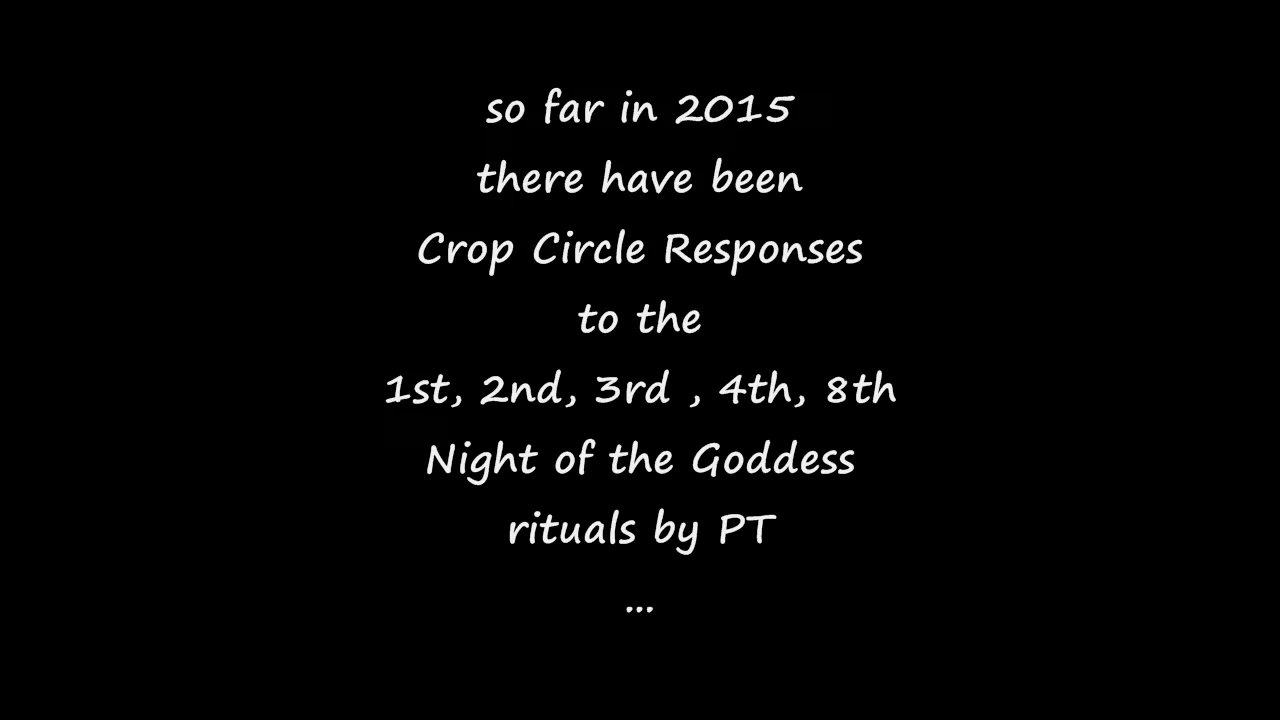 so far in 2015
there have been
Crop Circle Responses
to the
1st, 2nd, 3rd , 4th, 8th
Night of the Goddess
rituals by PT
...